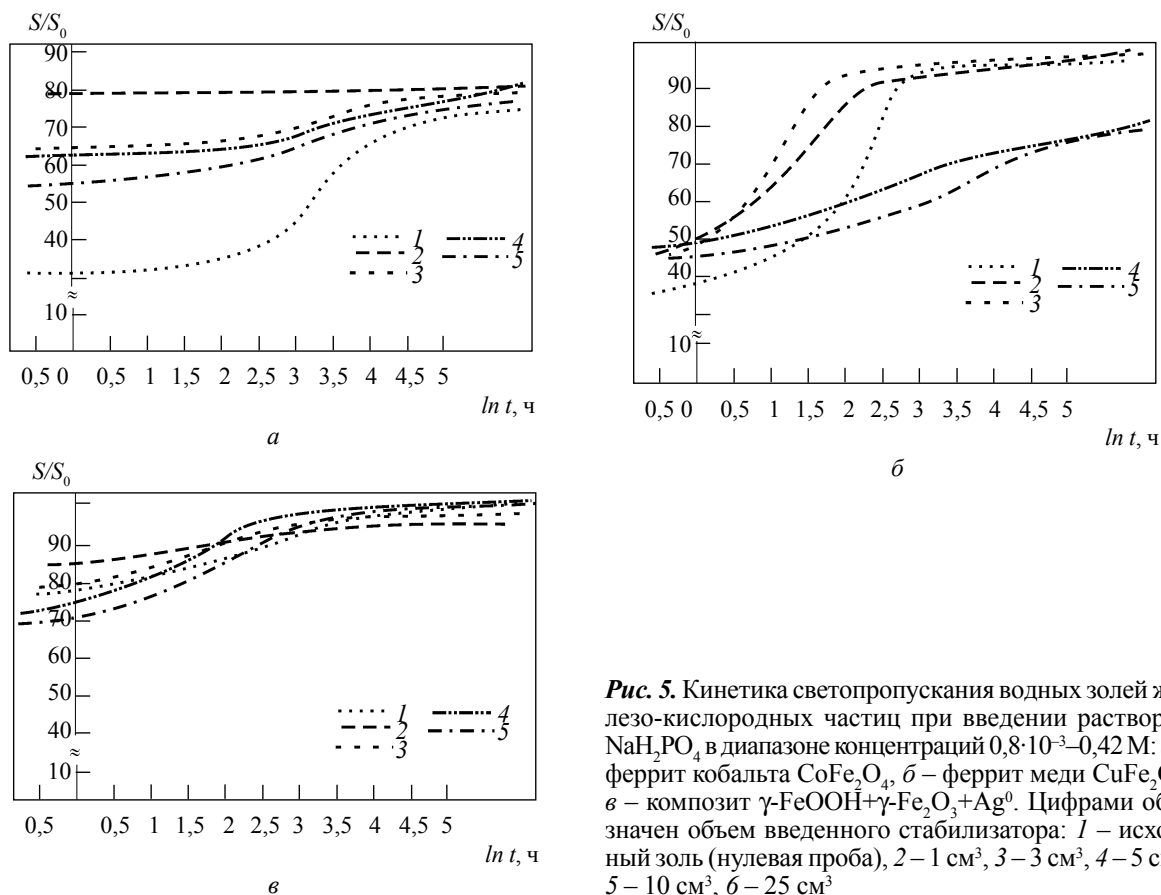 S/S₀
90
80
70
60
50
40
≈
10
1 4
2 5
3
0,5 0 0,5 1 1,5 2 2,5 3 3,5 4 4,5 5
ln t, ч
а
S/S₀
90
80
70
60
50
40
10≈
1 4
2 5
3
0,5 0 0,5 1 1,5 2 2,5 3 3,5 4 4,5 5
ln t, ч
б
S/S₀
90
80
70
60
50
40
≈
10
1 4
2 5
3
0,5 0,5 1 1,5 2 2,5 3 3,5 4 4,5 5
ln t, ч
в
Рис. 5. Кинетика светопропускания водных золей ж
лезо-кислородных частиц при введении раствор
NaH₂PO₄ в диапазоне концентраций 0,8·10⁻³–0,42 М:
феррит кобальта CoFe₂O₄, б – феррит меди CuFe₂O
в – композит γ-FeOOH+γ-Fe₂O₃+Ag⁰. Цифрами об
значен объем введенного стабилизатора: 1 – исхо
ный золь (нулевая проба), 2 – 1 см³, 3 – 3 см³, 4 – 5 с
5 – 10 см³, 6 – 25 см³